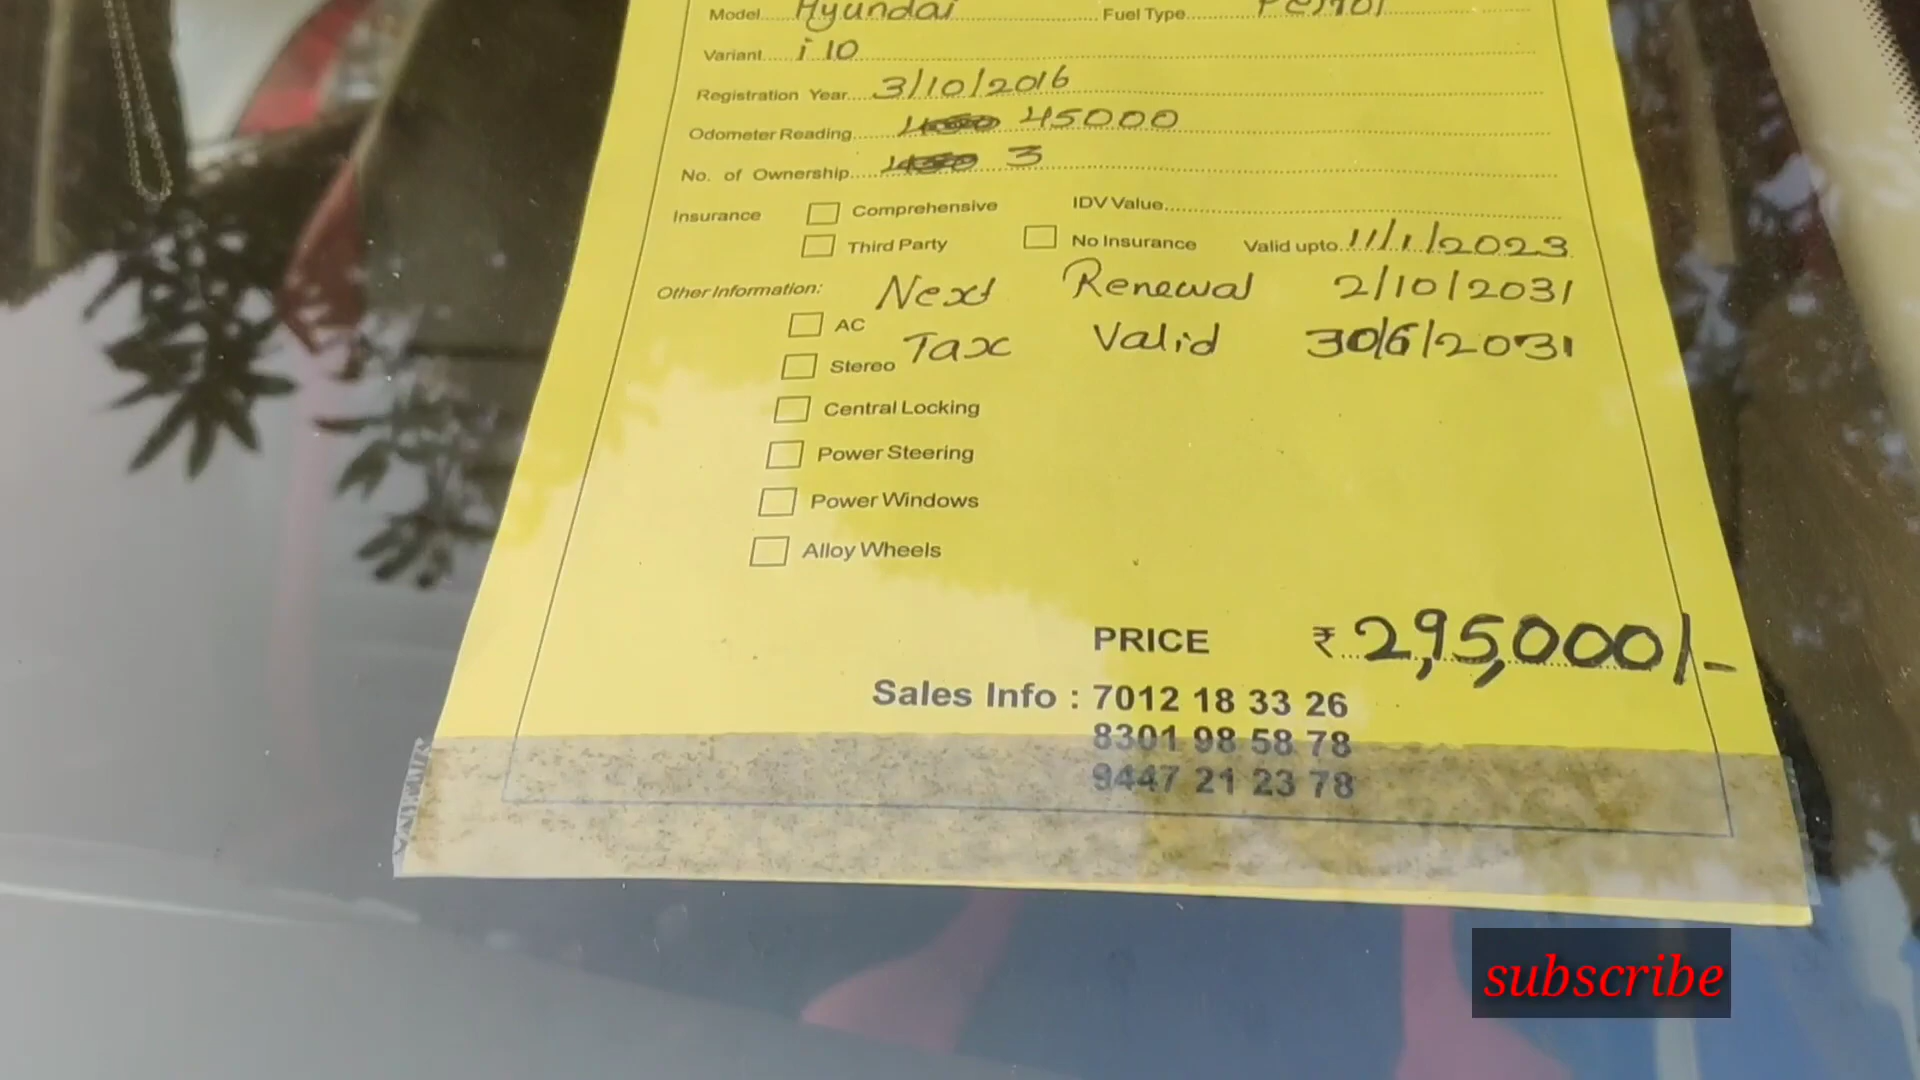 Model Hyundai Fuel Type Petrol
Variant i 10
Registration Year 3/10/2016
Odometer Reading 45000
No. of Ownership 3
Insurance Comprehensive IDV Value
Third Party No Insurance Valid upto 11/1/2023
Other Information: Next Renewal 2/10/2031
AC
Tax Valid 30/6/2031
Stereo
Central Locking
Power Steering
Power Windows
Alloy Wheels
PRICE ₹ 2,95,000/-
Sales Info : 7012 18 33 26
8301 98 58 78
9447 21 23 78
subscribe